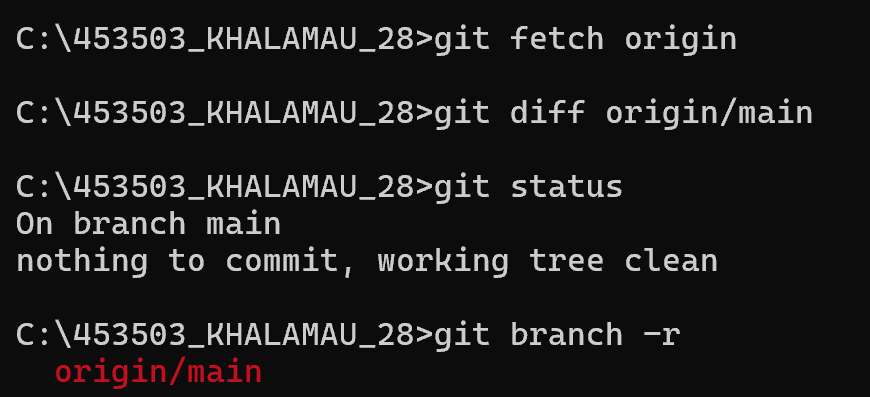 C:\453503_KHALAMAU_28>git fetch origin
C:\453503_KHALAMAU_28>git diff origin/main
C:\453503_KHALAMAU_28>git status
On branch main
nothing to commit, working tree clean
C:\453503_KHALAMAU_28>git branch -r
origin/main